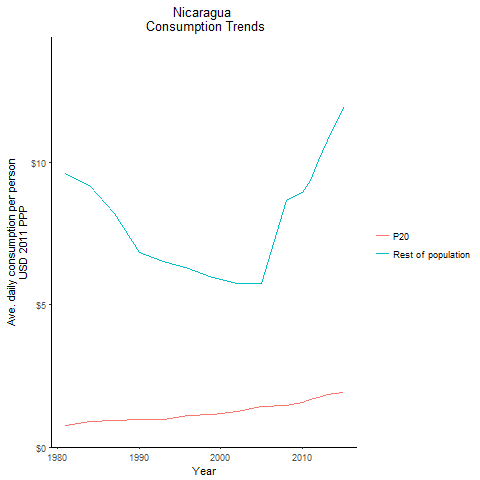 Nicaragua
Consumption Trends
Ave. daily consumption per person
USD 2011 PPP
$10
$5
$0
1980
1990
2000
2010
Year
P20
Rest of population